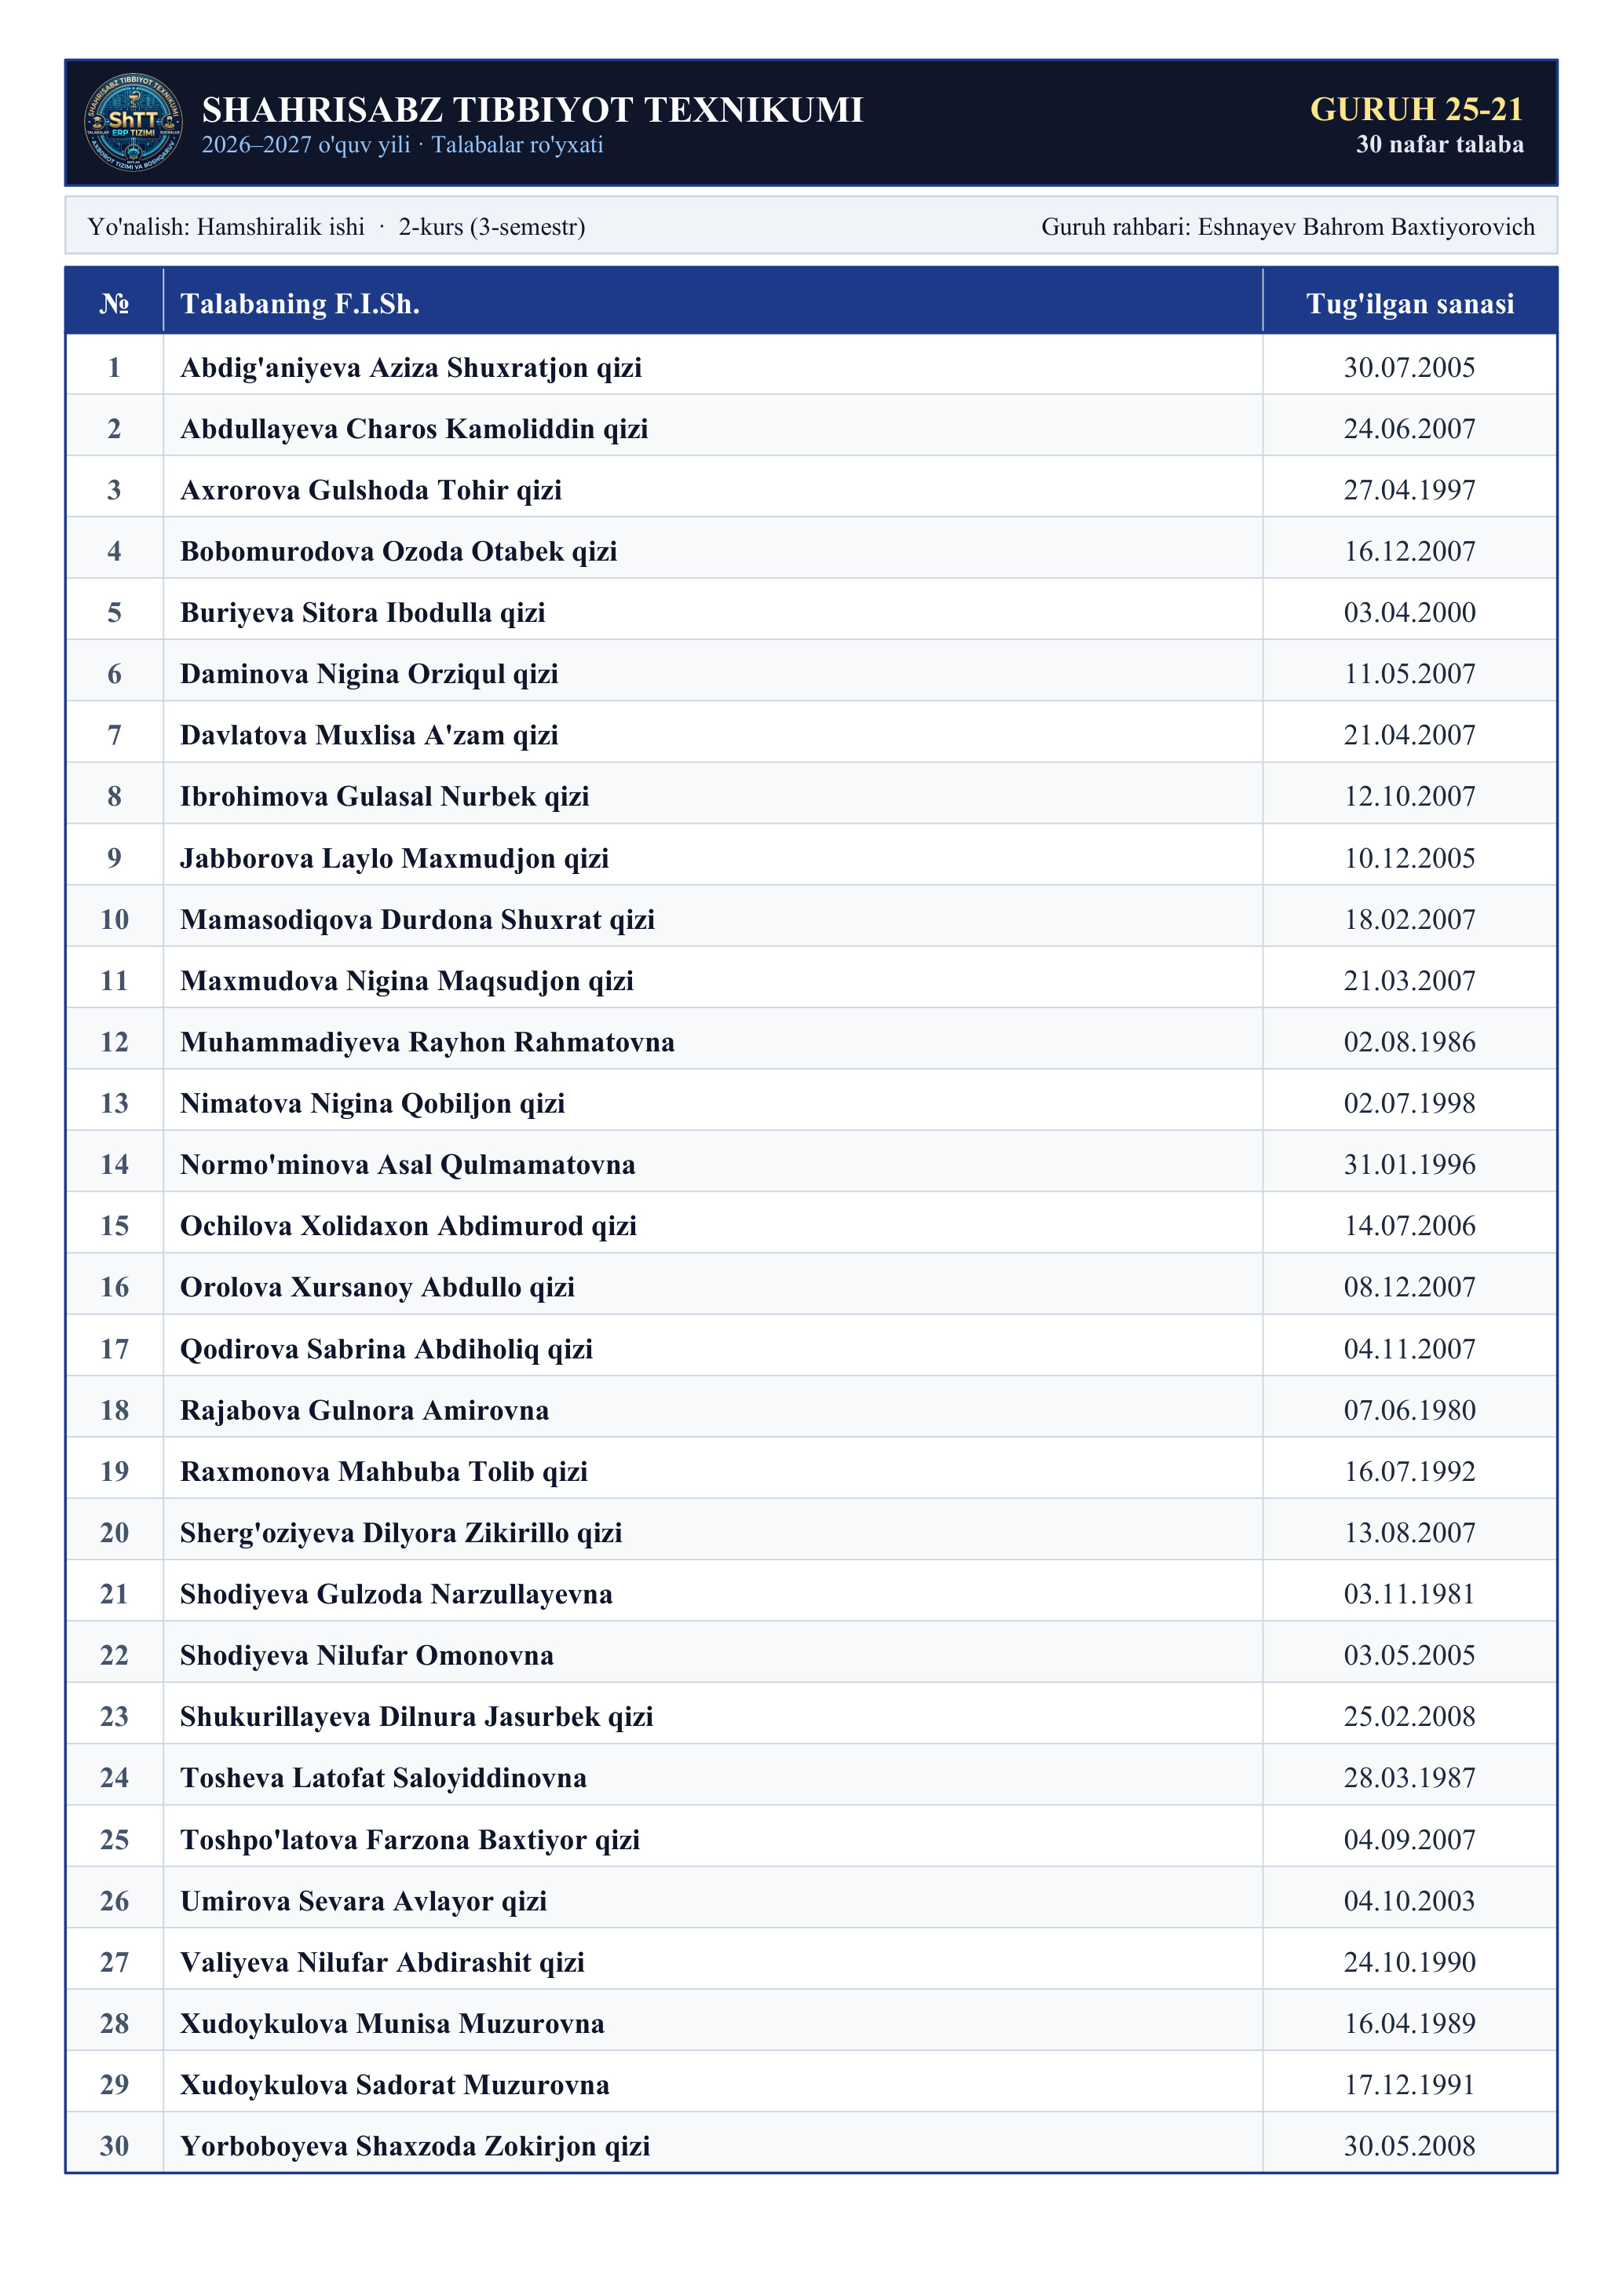 SHAHRISABZ TIBBIYOT TEXNIKUMI
ShTT
ERP TIZIMI
AXBOROT TIZIMI VA BOSHQARUV
SHAHRISABZ TIBBIYOT TEXNIKUMI
2026–2027 o'quv yili · Talabalar ro'yxati
GURUH 25-21
30 nafar talaba
Yo'nalish: Hamshiralik ishi · 2-kurs (3-semestr)
Guruh rahbari: Eshnayev Bahrom Baxtiyorovich
№ Talabaning F.I.Sh. Tug'ilgan sanasi
1 Abdig'aniyeva Aziza Shuxratjon qizi 30.07.2005
2 Abdullayeva Charos Kamoliddin qizi 24.06.2007
3 Axrorova Gulshoda Tohir qizi 27.04.1997
4 Bobomurodova Ozoda Otabek qizi 16.12.2007
5 Buriyeva Sitora Ibodulla qizi 03.04.2000
6 Daminova Nigina Orziqul qizi 11.05.2007
7 Davlatova Muxlisa A'zam qizi 21.04.2007
8 Ibrohimova Gulasal Nurbek qizi 12.10.2007
9 Jabborova Laylo Maxmudjon qizi 10.12.2005
10 Mamasodiqova Durdona Shuxrat qizi 18.02.2007
11 Maxmudova Nigina Maqsudjon qizi 21.03.2007
12 Muhammadiyeva Rayhon Rahmatovna 02.08.1986
13 Nimatova Nigina Qobiljon qizi 02.07.1998
14 Normo'minova Asal Qulmamatovna 31.01.1996
15 Ochilova Xolidaxon Abdimurod qizi 14.07.2006
16 Orolova Xursanoy Abdullo qizi 08.12.2007
17 Qodirova Sabrina Abdiholiq qizi 04.11.2007
18 Rajabova Gulnora Amirovna 07.06.1980
19 Raxmonova Mahbuba Tolib qizi 16.07.1992
20 Sherg'oziyeva Dilyora Zikirillo qizi 13.08.2007
21 Shodiyeva Gulzoda Narzullayevna 03.11.1981
22 Shodiyeva Nilufar Omonovna 03.05.2005
23 Shukurillayeva Dilnura Jasurbek qizi 25.02.2008
24 Tosheva Latofat Saloyiddinovna 28.03.1987
25 Toshpo'latova Farzona Baxtiyor qizi 04.09.2007
26 Umirova Sevara Avlayor qizi 04.10.2003
27 Valiyeva Nilufar Abdirashit qizi 24.10.1990
28 Xudoykulova Munisa Muzurovna 16.04.1989
29 Xudoykulova Sadorat Muzurovna 17.12.1991
30 Yorboboyeva Shaxzoda Zokirjon qizi 30.05.2008